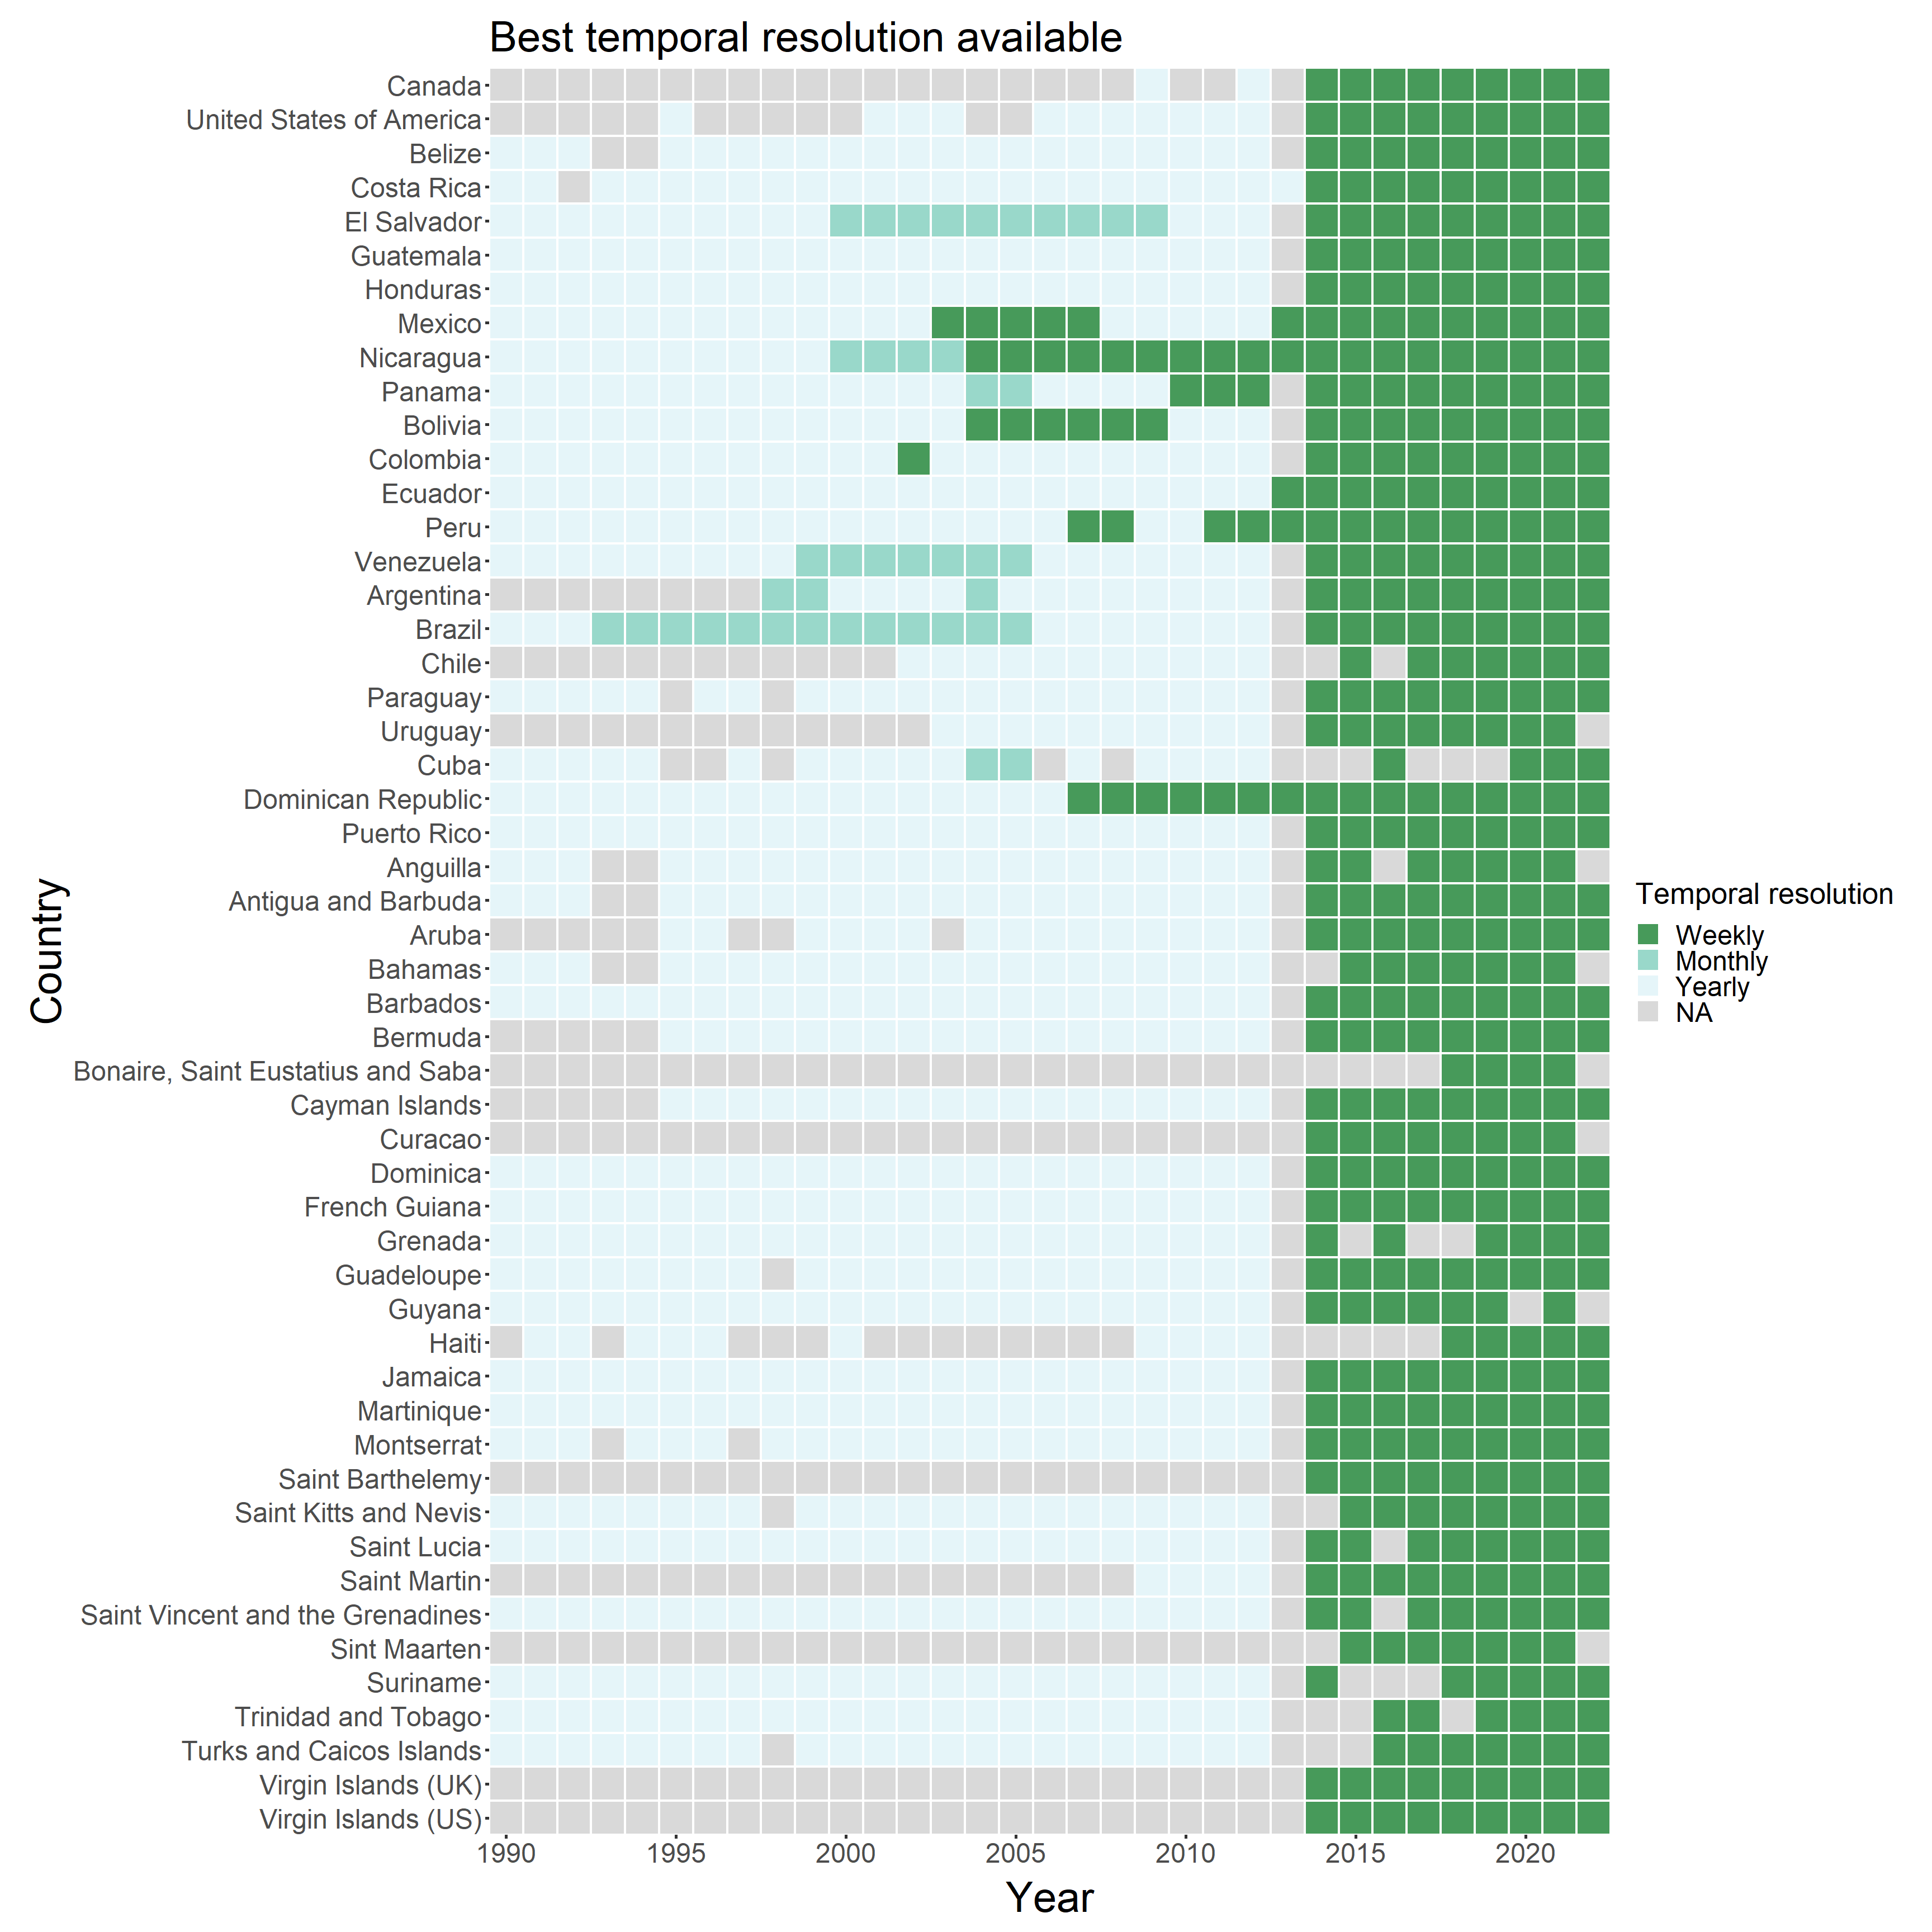 Best temporal resolution available
Country
Canada
United States of America
Belize
Costa Rica
El Salvador
Guatemala
Honduras
Mexico
Nicaragua
Panama
Bolivia
Colombia
Ecuador
Peru
Venezuela
Argentina
Brazil
Chile
Paraguay
Uruguay
Cuba
Dominican Republic
Puerto Rico
Anguilla
Antigua and Barbuda
Aruba
Bahamas
Barbados
Bermuda
Bonaire, Saint Eustatius and Saba
Cayman Islands
Curacao
Dominica
French Guiana
Grenada
Guadeloupe
Guyana
Haiti
Jamaica
Martinique
Montserrat
Saint Barthelemy
Saint Kitts and Nevis
Saint Lucia
Saint Martin
Saint Vincent and the Grenadines
Sint Maarten
Suriname
Trinidad and Tobago
Turks and Caicos Islands
Virgin Islands (UK)
Virgin Islands (US)
1990 1995 2000 2005 2010 2015 2020
Year
Temporal resolution
Weekly
Monthly
Yearly
NA